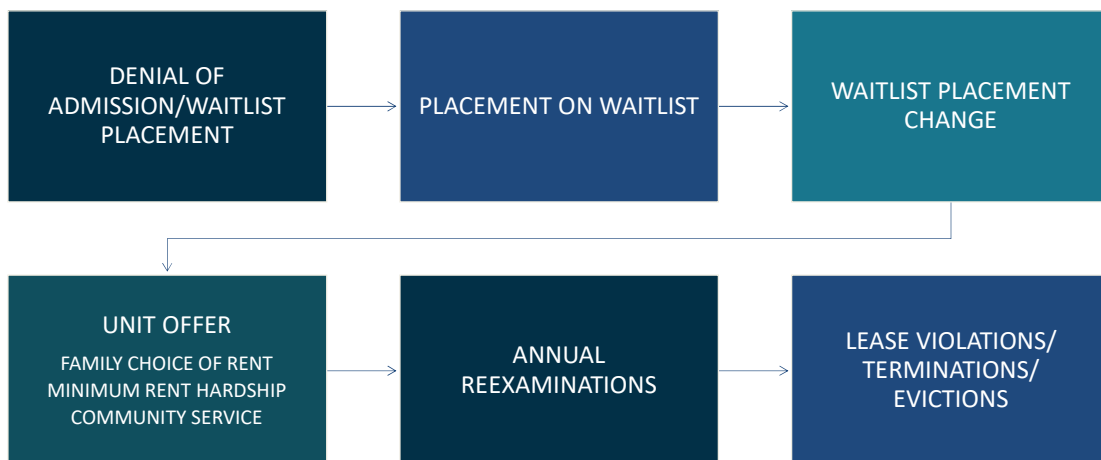 DENIAL OF
ADMISSION/WAITLIST
PLACEMENT
PLACEMENT ON WAITLIST
WAITLIST PLACEMENT
CHANGE
UNIT OFFER
FAMILY CHOICE OF RENT
MINIMUM RENT HARDSHIP
COMMUNITY SERVICE
ANNUAL
REEXAMINATIONS
LEASE VIOLATIONS/
TERMINATIONS/
EVICTIONS